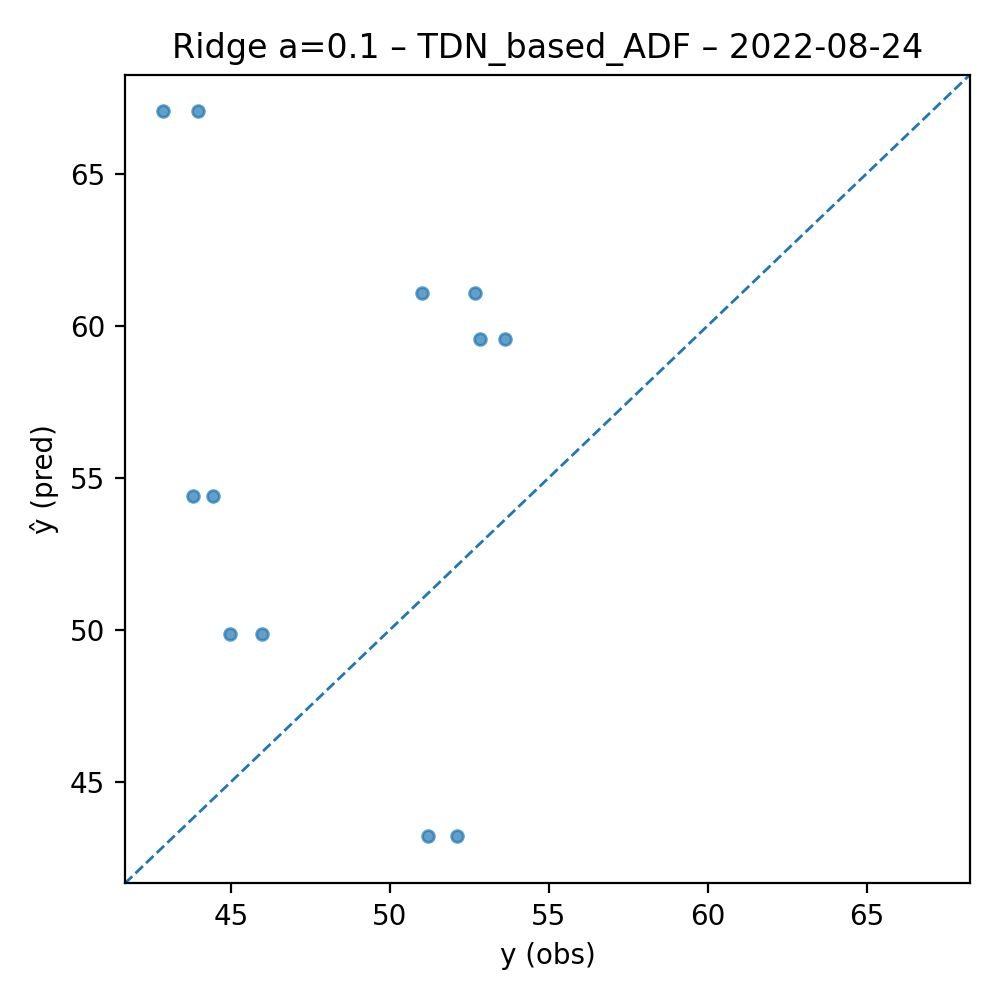 Ridge a=0.1 – TDN_based_ADF – 2022-08-24
65
60
55
50
45
ŷ (pred)
45 50 55 60 65
y (obs)